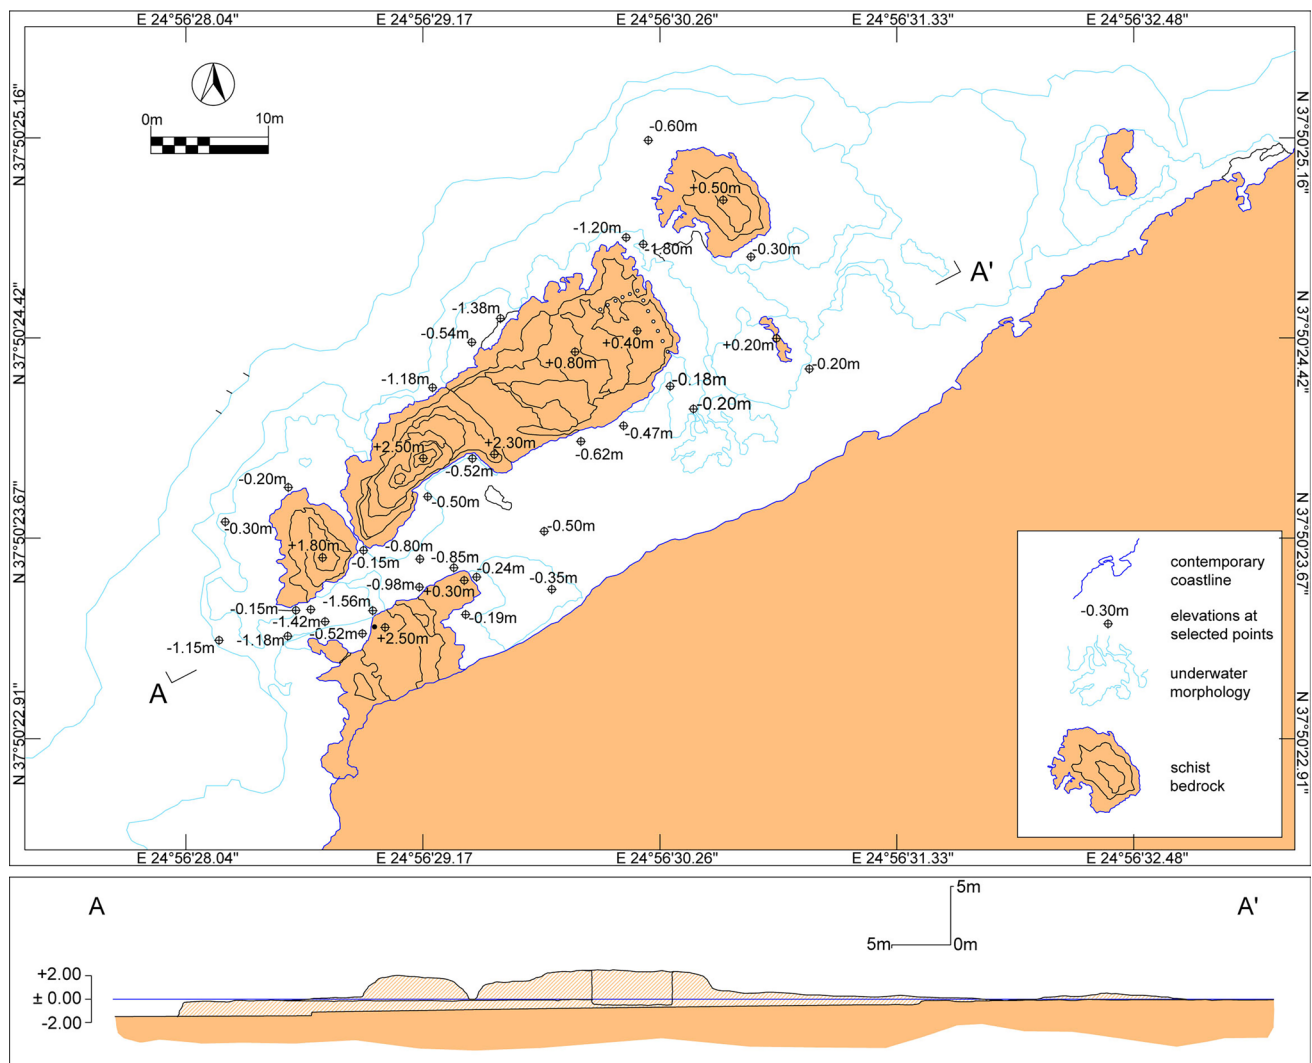 E 24°56'28.04"
E 24°56'29.17
E 24°56'30.26"
E 24°56'31.33"
E 24°56'32.48"
N 37°50'25.16"
N 37°50'24.42"
N 37°50'23.67"
N 37°50'22.91"
N 37°50'25.16"
N 37°50'24.42"
N 37°50'23.67"
N 37°50'22.91"
0m
10m
-0.60m
+0.50m
-1.20m
-1.80m
-0.30m
A'
-1.38m
-0.54m
+0.40m
+0.20m
+0.80m
-0.20m
-1.18m
-0.18m
-0.20m
-0.47m
+2.50m
+2.30m
-0.62m
-0.52m
-0.20m
-0.50m
-0.30m
-0.50m
+1.80m
-0.80m
-0.15m
-0.85m
-0.24m
-0.35m
-0.98m
+0.30m
-0.15m
-1.56m
-0.19m
-1.42m
-1.18m
-0.52m
+2.50m
-1.15m
A
contemporary
coastline
-0.30m
elevations at
selected points
underwater
morphology
schist
bedrock
E 24°56'28.04"
E 24°56'29.17
E 24°56'30.26"
E 24°56'31.33"
E 24°56'32.48"
A
A'
5m
5m
0m
+2.00
± 0.00
-2.00